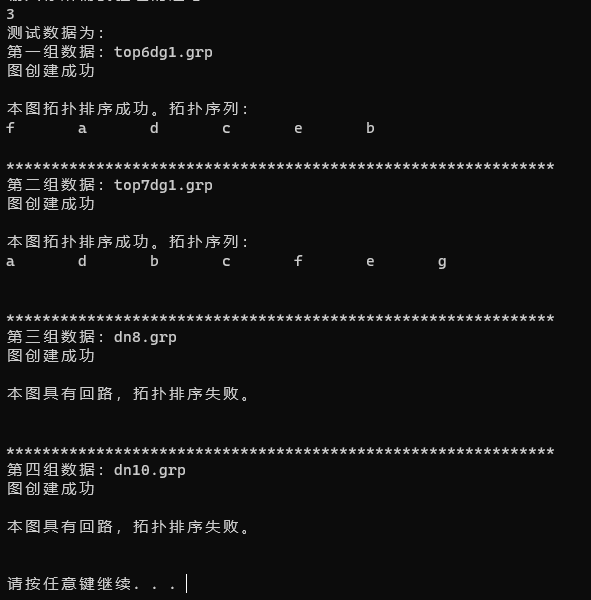 3
测试数据为：
第一组数据：top6dg1.grp
图创建成功
本图拓扑排序成功。拓扑序列：
f a d c e b
*************************************************************
第二组数据：top7dg1.grp
图创建成功
本图拓扑排序成功。拓扑序列：
a d b c f e g
*************************************************************
第三组数据：dn8.grp
图创建成功
本图具有回路，拓扑排序失败。
*************************************************************
第四组数据：dn10.grp
图创建成功
本图具有回路，拓扑排序失败。
请按任意键继续. . .